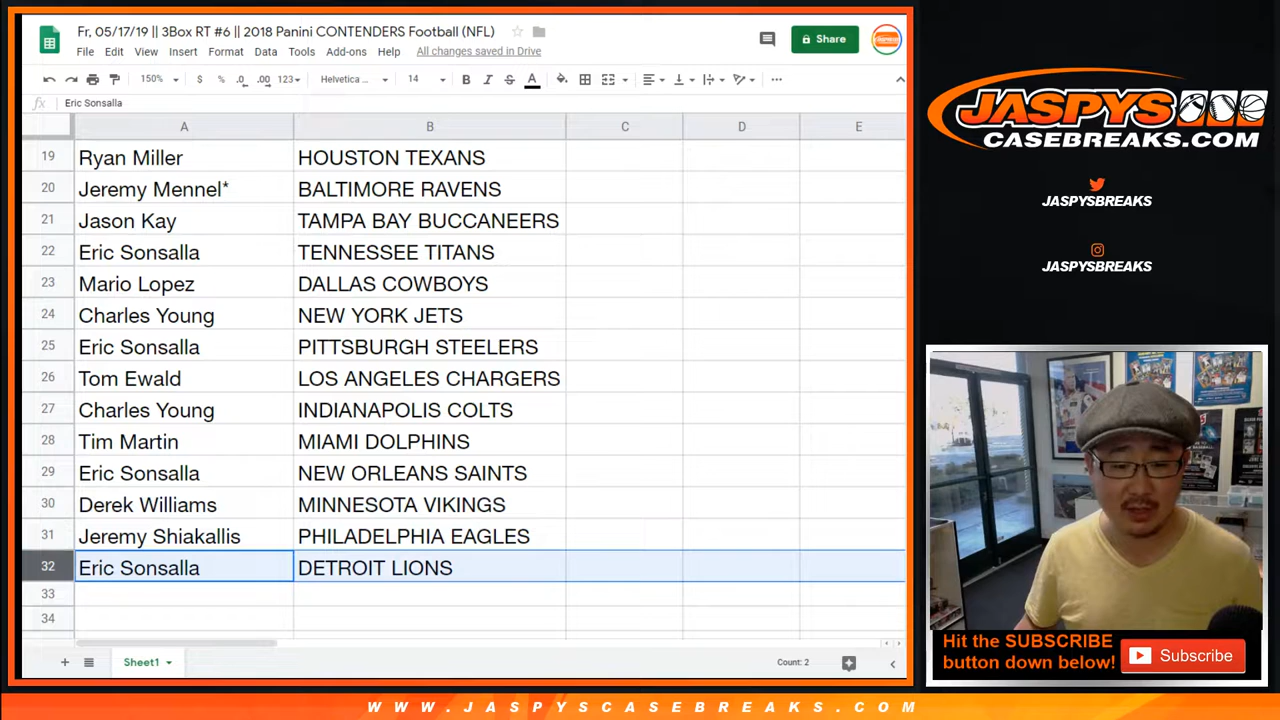 Fr, 05/17/19 || 3Box RT #6 || 2018 Panini CONTENDERS Football (NFL)
File Edit View Insert Format Data Tools Add-ons Help All changes saved in Drive
Share
150% $ % .0 .00 123 Helvetica ... 14 B I S A
fx Eric Sonsalla
A B C D E
19 Ryan Miller HOUSTON TEXANS
20 Jeremy Mennel* BALTIMORE RAVENS
21 Jason Kay TAMPA BAY BUCCANEERS
22 Eric Sonsalla TENNESSEE TITANS
23 Mario Lopez DALLAS COWBOYS
24 Charles Young NEW YORK JETS
25 Eric Sonsalla PITTSBURGH STEELERS
26 Tom Ewald LOS ANGELES CHARGERS
27 Charles Young INDIANAPOLIS COLTS
28 Tim Martin MIAMI DOLPHINS
29 Eric Sonsalla NEW ORLEANS SAINTS
30 Derek Williams MINNESOTA VIKINGS
31 Jeremy Shiakallis PHILADELPHIA EAGLES
32 Eric Sonsalla DETROIT LIONS
33
34
Sheet1
Count: 2
JASPYS
CASEBREAKS.COM
JASPYSBREAKS
JASPYSBREAKS
Hit the SUBSCRIBE
button down below!
Subscribe
WWW.JASPYSCASEBREAKS.COM